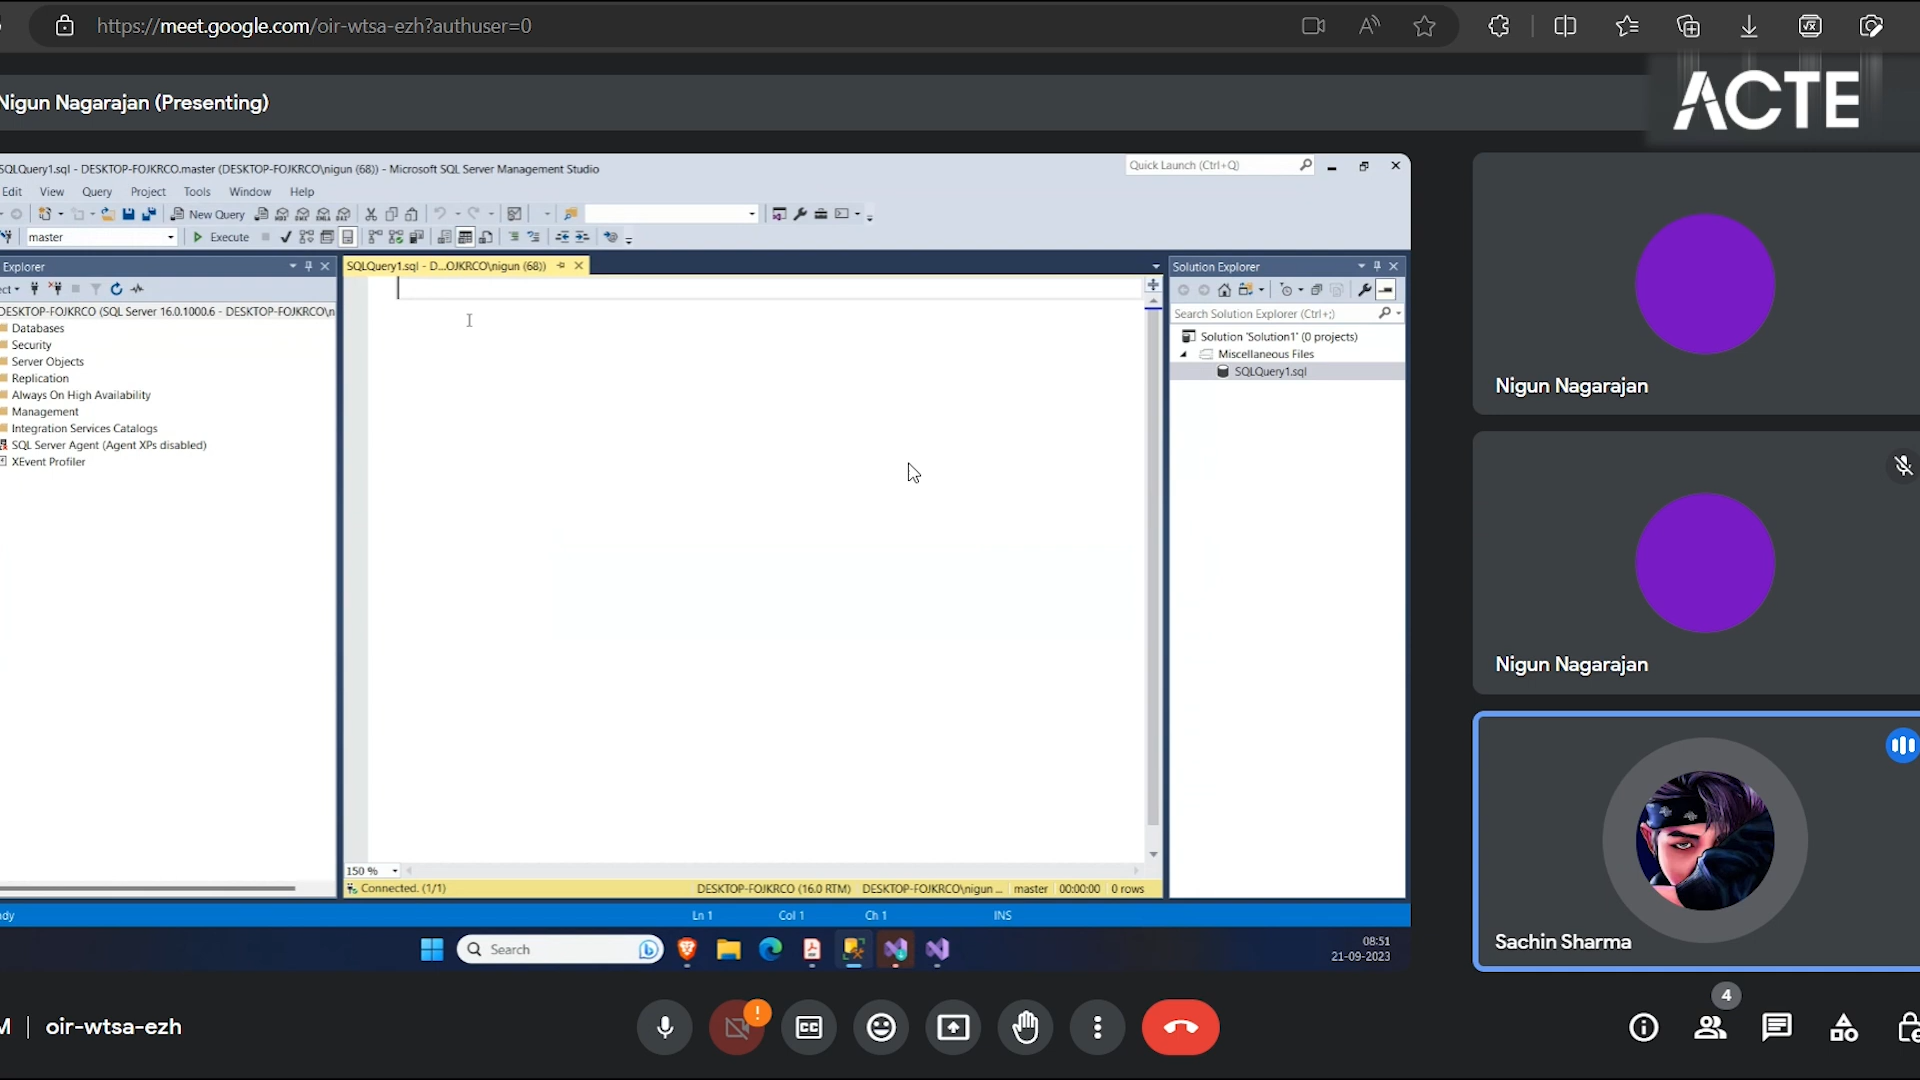 https://meet.google.com/oir-wtsa-ezh?authuser=0
ACTE
Nigun Nagarajan (Presenting)
SQLQuery1.sql - DESKTOP-FOJKRCO.master (DESKTOP-FOJKRCO\nigun (68)) - Microsoft SQL Server Management Studio
Quick Launch (Ctrl+Q)
Edit View Query Project Tools Window Help
New Query
master
Execute
Explorer
SQLQuery1.sql - D...OJKRCO\nigun (68))
Solution Explorer
Search Solution Explorer (Ctrl+;)
DESKTOP-FOJKRCO (SQL Server 16.0.1000.6 - DESKTOP-FOJKRCO\n
Databases
Security
Server Objects
Replication
Always On High Availability
Management
Integration Services Catalogs
SQL Server Agent (Agent XPs disabled)
XEvent Profiler
Solution 'Solution1' (0 projects)
Miscellaneous Files
SQLQuery1.sql
150 %
Connected. (1/1)
DESKTOP-FOJKRCO (16.0 RTM) DESKTOP-FOJKRCO\nigun ... master 00:00:00 0 rows
Ln 1 Col 1 Ch 1 INS
Search
08:51
21-09-2023
Nigun Nagarajan
Nigun Nagarajan
Sachin Sharma
M | oir-wtsa-ezh
CC
4